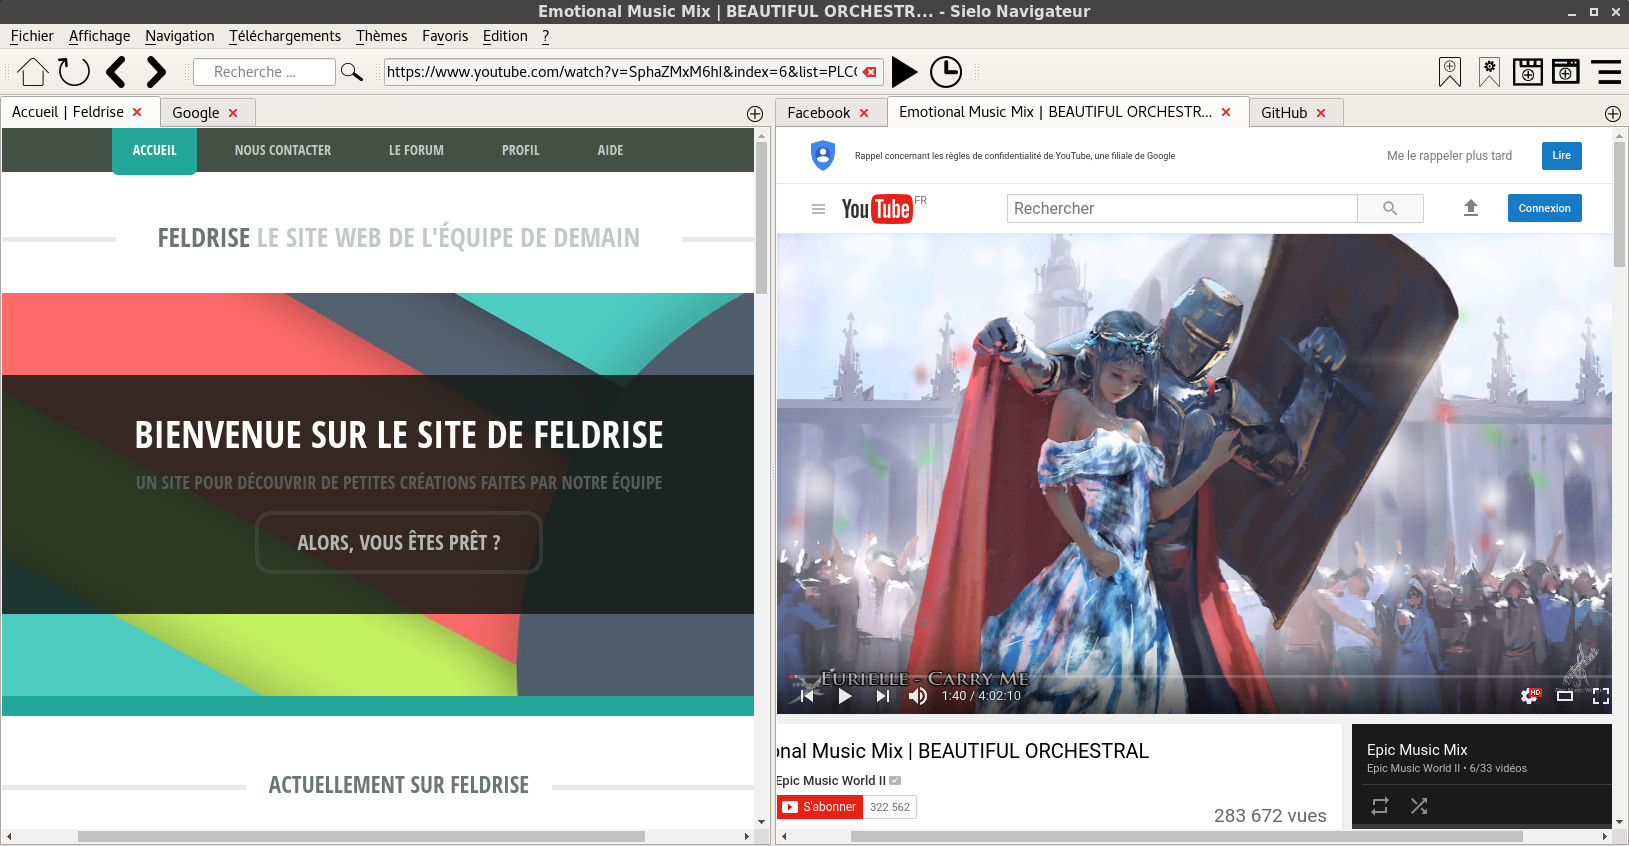 Emotional Music Mix | BEAUTIFUL ORCHESTR... - Sielo Navigateur
Fichier Affichage Navigation Téléchargements Thèmes Favoris Edition ?
Recherche ... https://www.youtube.com/watch?v=SphaZMxM6hI&index=6&list=PLC
Accueil | Feldrise Google
ACCUEIL NOUS CONTACTER LE FORUM PROFIL AIDE
FELDRISE LE SITE WEB DE L'ÉQUIPE DE DEMAIN
BIENVENUE SUR LE SITE DE FELDRISE
UN SITE POUR DÉCOUVRIR DE PETITES CRÉATIONS FAITES PAR NOTRE ÉQUIPE
ALORS, VOUS ÊTES PRÊT ?
ACTUELLEMENT SUR FELDRISE
Facebook Emotional Music Mix | BEAUTIFUL ORCHESTR... GitHub
Rappel concernant les règles de confidentialité de YouTube, une filiale de Google Me le rappeler plus tard Lire
YouTube FR Rechercher Connexion
EURIELLE - CARRY ME
1:40 / 4:02:10 HD
onal Music Mix | BEAUTIFUL ORCHESTRAL
Epic Music World II
S'abonner 322 562
283 672 vues
Epic Music Mix
Epic Music World II • 6/33 vidéos